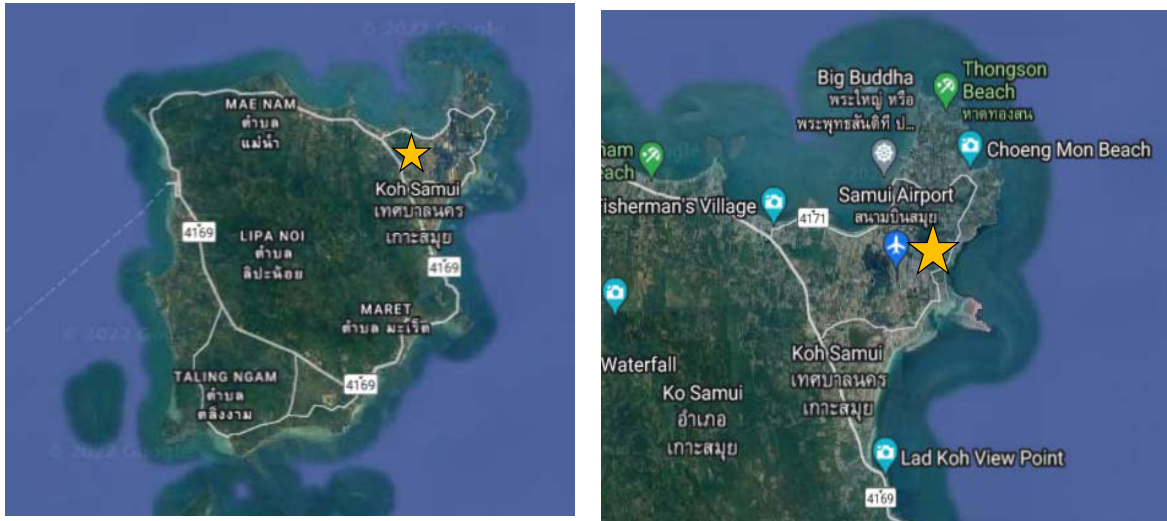 © 2022 Google
MAE NAM
ตำบล
แม่น้ำ
Koh Samui
เทศบาลนคร
เกาะสมุย
4169
LIPA NOI
ตำบล
ลิปะน้อย
4169
MARET
ตำบล มะเร็ต
TALING NGAM
ตำบล
ตลิ่งงาม
4169
Big Buddha
พระใหญ่ หรือ
พระพุทธสันติที ป...
Thongson
Beach
หาดทองสน
Choeng Mon Beach
Samui Airport
สนามบินสมุย
isherman's Village
4171
Koh Samui
เทศบาลนคร
เกาะสมุย
Waterfall
Ko Samui
อำเภอ
เกาะสมุย
Lad Koh View Point
4169